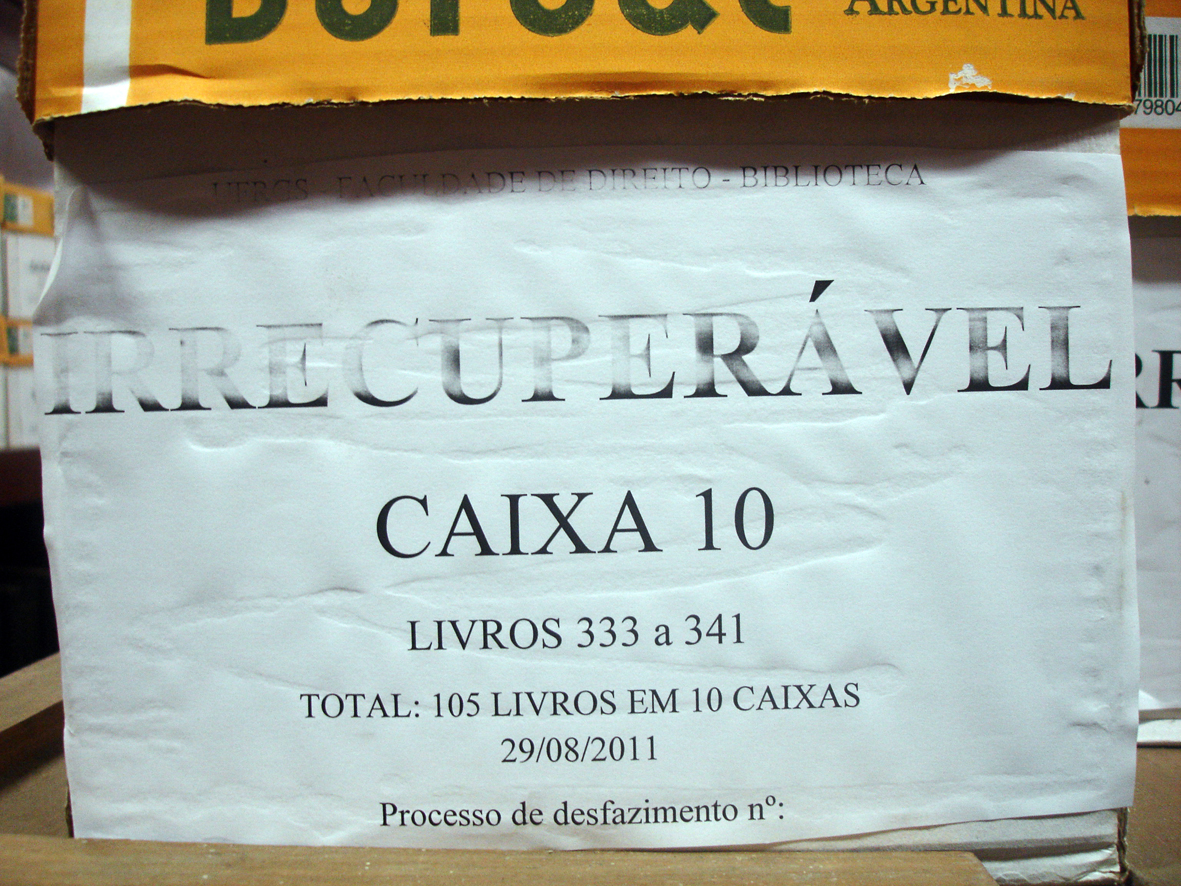 ARGENTINA
79804
UFRGS - FACULDADE DE DIREITO - BIBLIOTECA
IRRECUPERÁVEL
CAIXA 10
LIVROS 333 a 341
TOTAL: 105 LIVROS EM 10 CAIXAS
29/08/2011
Processo de desfazimento nº: